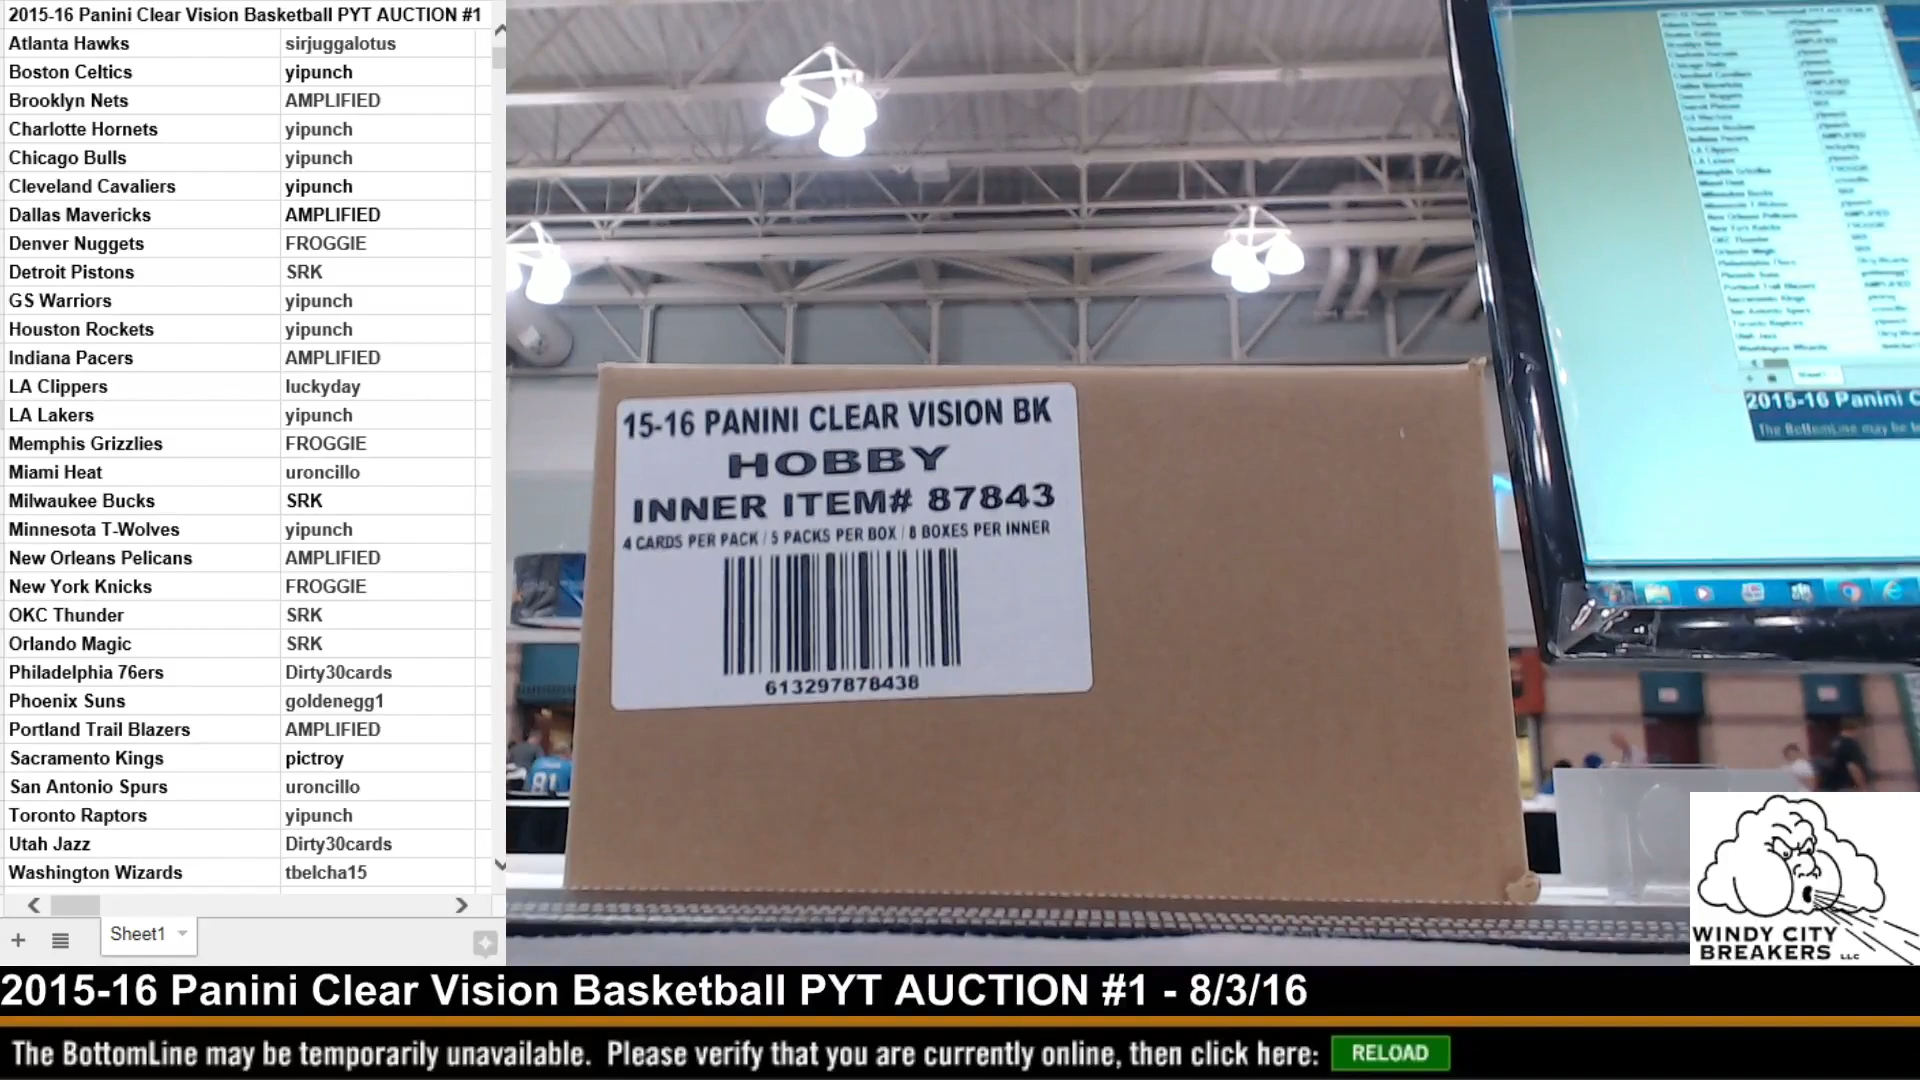 2015-16 Panini Clear Vision Basketball PYT AUCTION #1
Atlanta Hawks sirjuggalotus
Boston Celtics yipunch
Brooklyn Nets AMPLIFIED
Charlotte Hornets yipunch
Chicago Bulls yipunch
Cleveland Cavaliers yipunch
Dallas Mavericks AMPLIFIED
Denver Nuggets FROGGIE
Detroit Pistons SRK
GS Warriors yipunch
Houston Rockets yipunch
Indiana Pacers AMPLIFIED
LA Clippers luckyday
LA Lakers yipunch
Memphis Grizzlies FROGGIE
Miami Heat uroncillo
Milwaukee Bucks SRK
Minnesota T-Wolves yipunch
New Orleans Pelicans AMPLIFIED
New York Knicks FROGGIE
OKC Thunder SRK
Orlando Magic SRK
Philadelphia 76ers Dirty30cards
Phoenix Suns goldenegg1
Portland Trail Blazers AMPLIFIED
Sacramento Kings pictroy
San Antonio Spurs uroncillo
Toronto Raptors yipunch
Utah Jazz Dirty30cards
Washington Wizards tbelcha15
Sheet1
15-16 PANINI CLEAR VISION BK
HOBBY
INNER ITEM# 87843
4 CARDS PER PACK / 5 PACKS PER BOX / 8 BOXES PER INNER
613297878438
81
2015-16 Panini C
The BottomLine may be te
WINDY CITY
BREAKERS LLC
2015-16 Panini Clear Vision Basketball PYT AUCTION #1 - 8/3/16
The BottomLine may be temporarily unavailable. Please verify that you are currently online, then click here: RELOAD